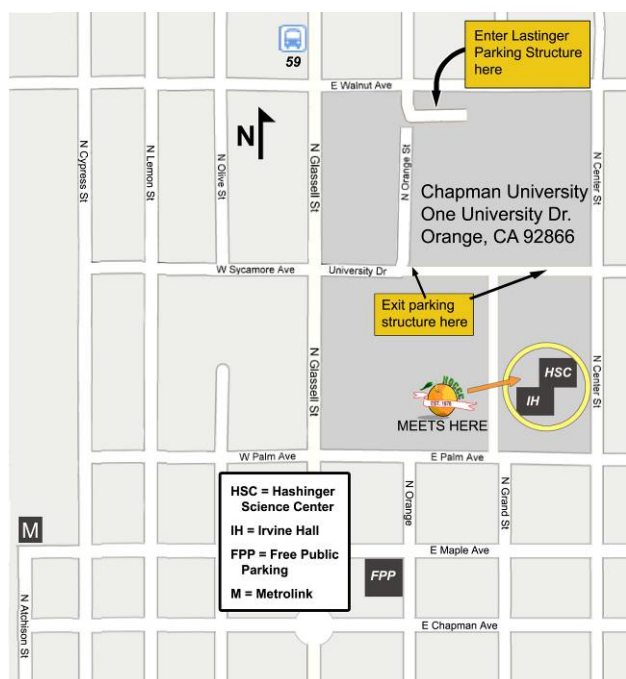 Enter Lastinger
Parking Structure
here
59
E Walnut Ave
N
N Cypress St
N Lemon St
N Olive St
N Glassell St
N Orange St
N Center St
Chapman University
One University Dr.
Orange, CA 92866
W Sycamore Ave
University Dr
Exit parking
structure here
N Glassell St
HOCCC
EST. 1976
MEETS HERE
HSC
IH
N Center St
W Palm Ave
E Palm Ave
HSC = Hashinger
Science Center
IH = Irvine Hall
FPP = Free Public
Parking
M = Metrolink
N Orange
N Grand St
M
E Maple Ave
FPP
N Atchison St
E Chapman Ave